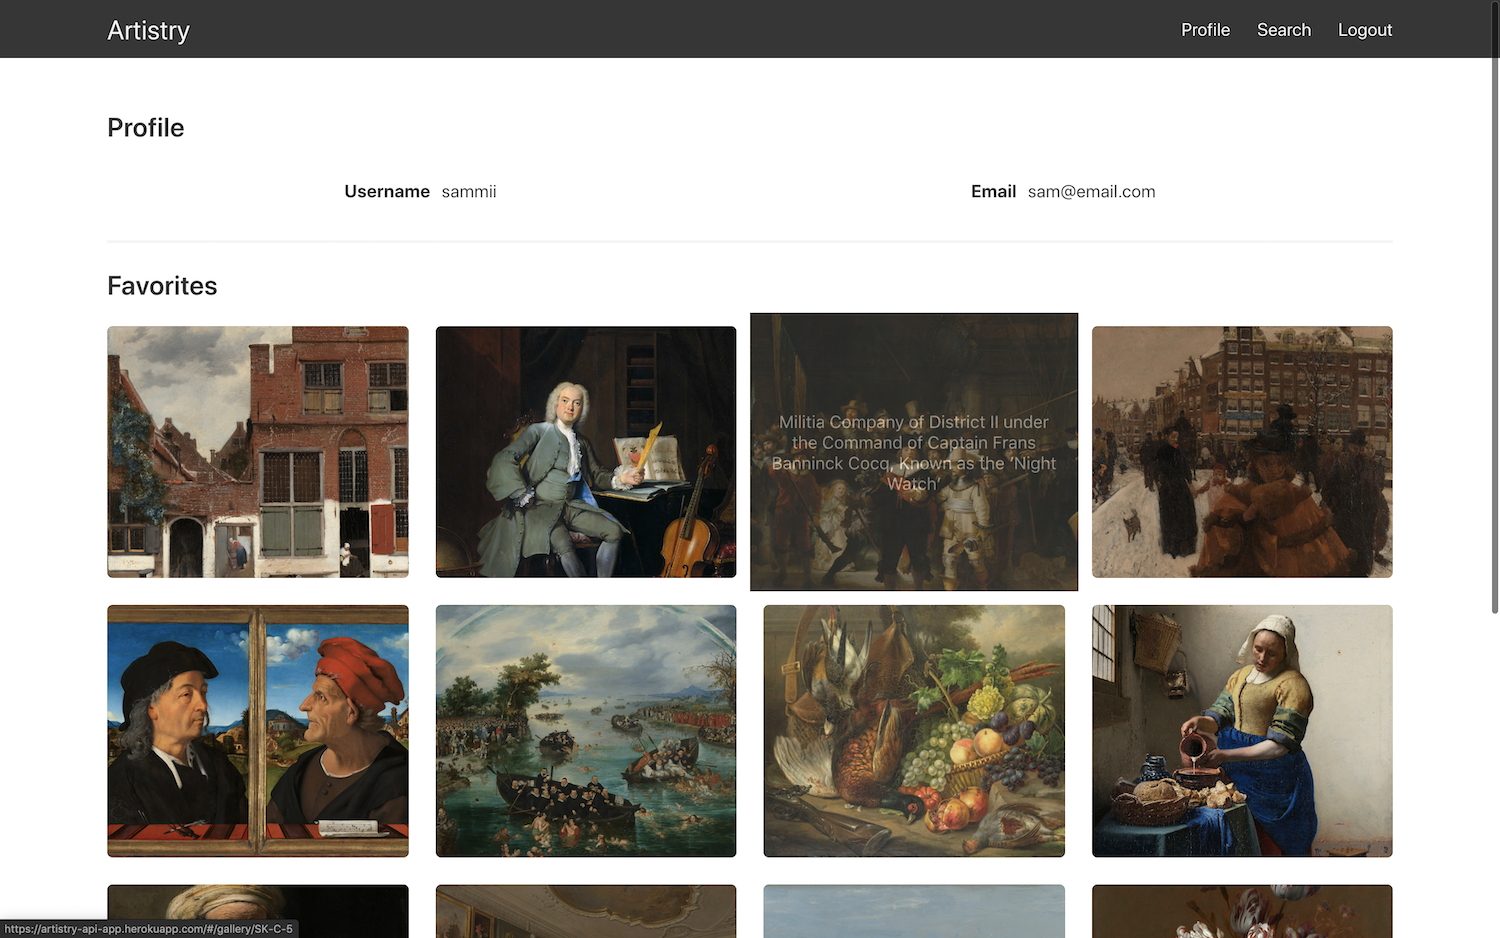 Artistry
Profile Search Logout
Profile
Username sammii
Email sam@email.com
Favorites
Militia Company of District II under
the Command of Captain Frans
Banninck Cocq, Known as the ‘Night
Watch’
https://artistry-api-app.herokuapp.com/#/gallery/SK-C-5